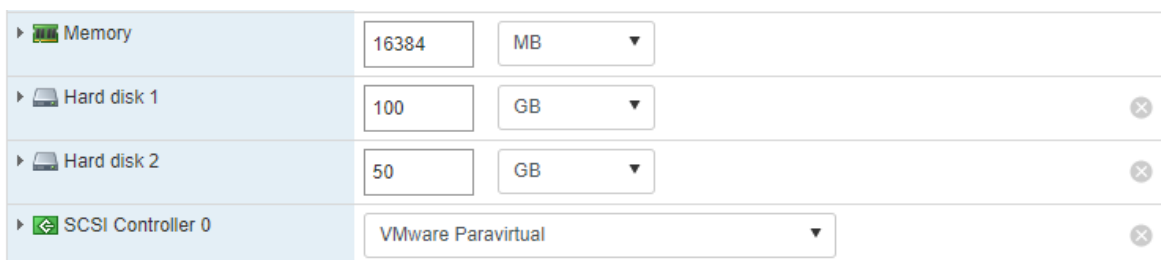 Memory 16384 MB
Hard disk 1 100 GB
Hard disk 2 50 GB
SCSI Controller 0 VMware Paravirtual